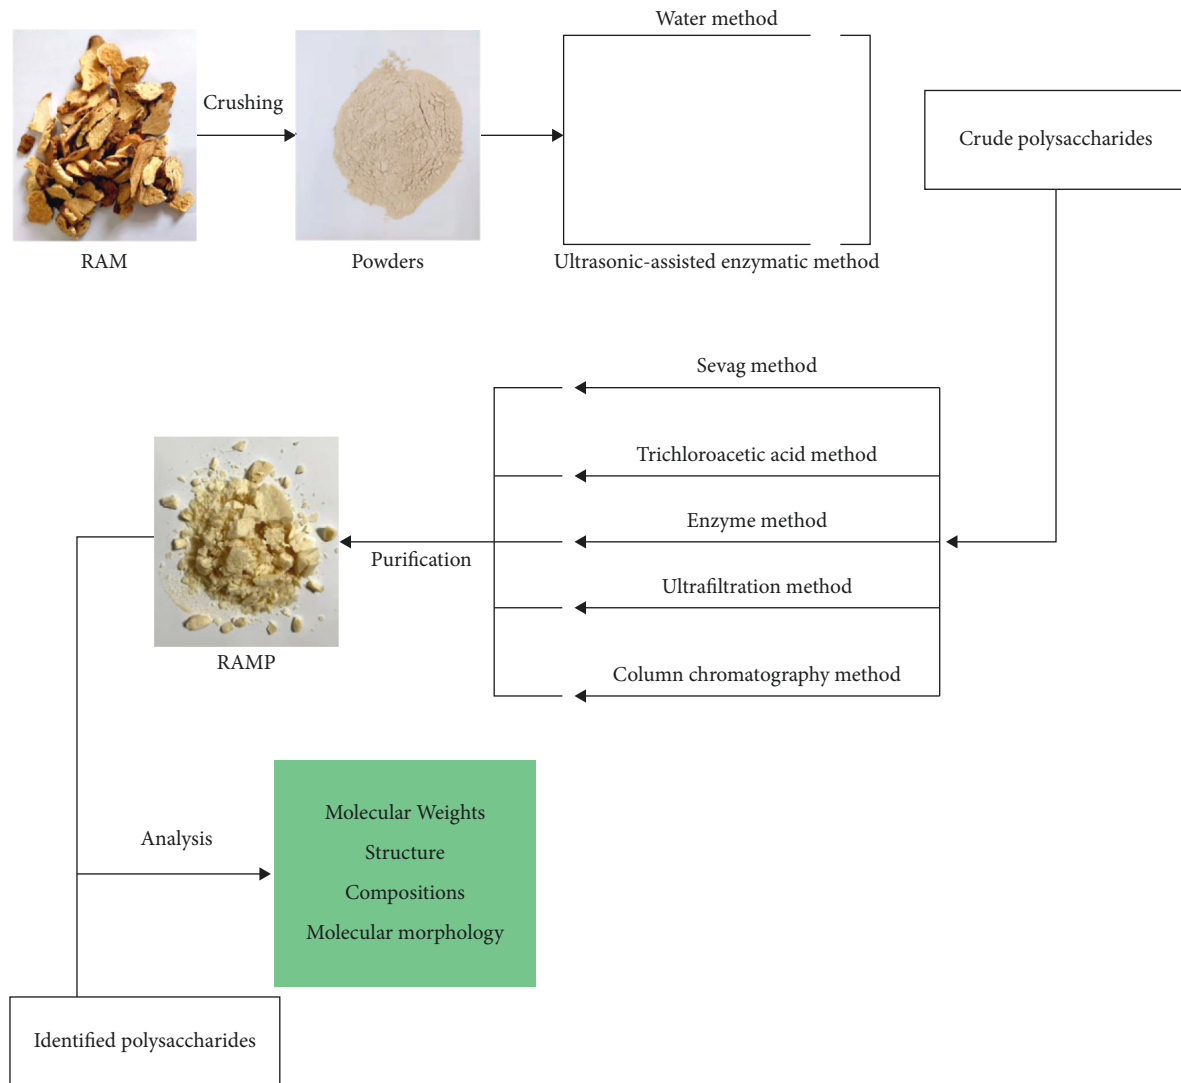 Water method
Crushing
Crude polysaccharides
RAM
Powders
Ultrasonic-assisted enzymatic method
Sevag method
Trichloroacetic acid method
Enzyme method
Purification
Ultrafiltration method
RAMP
Column chromatography method
Molecular Weights
Analysis
Structure
Compositions
Molecular morphology
Identified polysaccharides